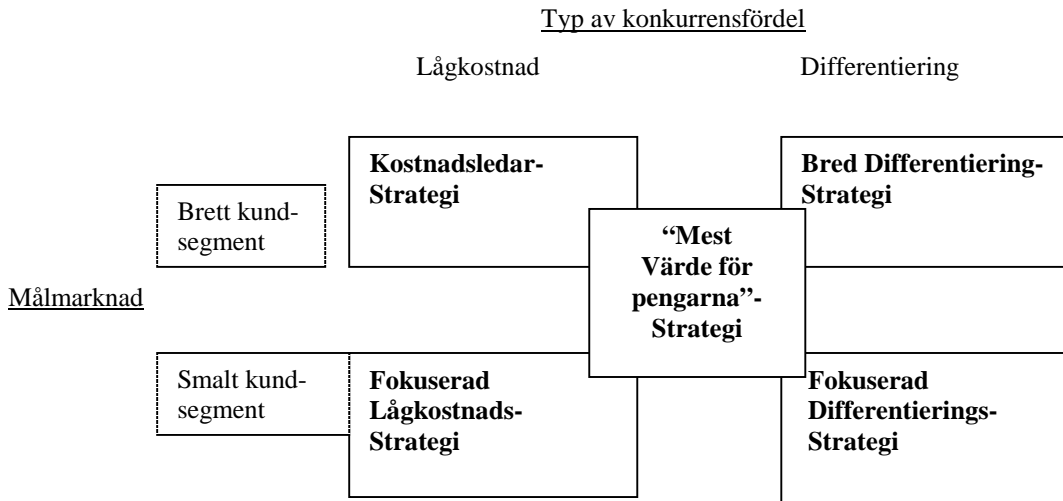 Typ av konkurrensfördel
Lågkostnad
Differentiering
Kostnadsledar-
Strategi
Bred Differentiering-
Strategi
Brett kund-
segment
“Mest
Värde för
pengarna”-
Strategi
Målmarknad
Smalt kund-
segment
Fokuserad
Lågkostnads-
Strategi
Fokuserad
Differentierings-
Strategi